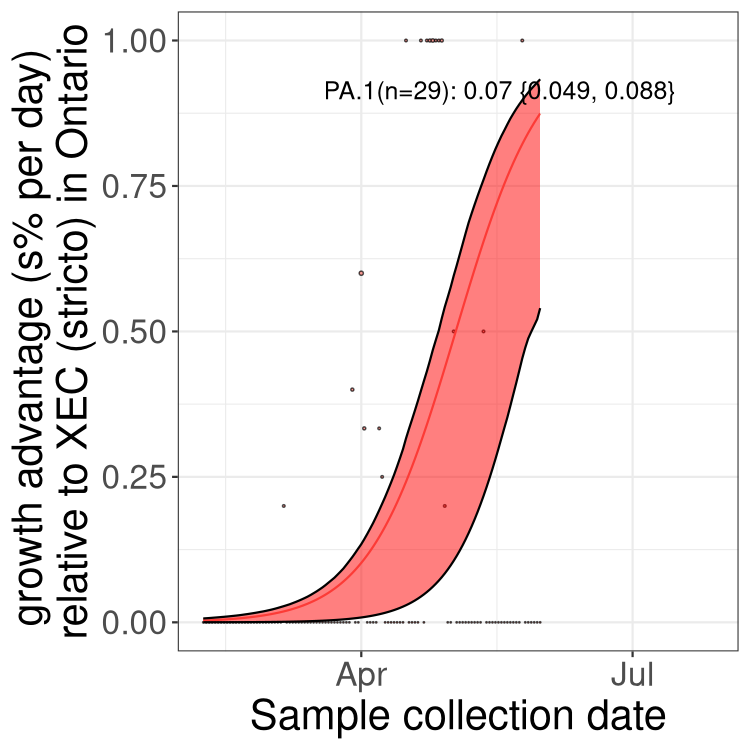 growth advantage (s% per day)
relative to XEC (stricto) in Ontario
1.00
0.75
0.50
0.25
0.00
PA.1(n=29): 0.07 {0.049, 0.088}
Apr
Jul
Sample collection date